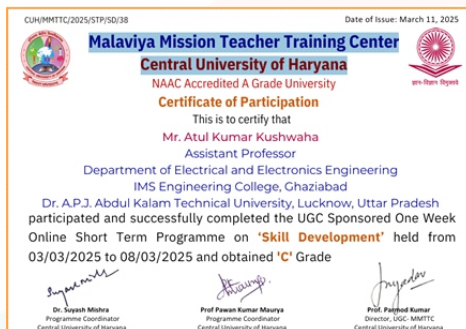 CUH/MMTTC/2025/STP/SD/38
Date of Issue: March 11, 2025
Malaviya Mission Teacher Training Center
Central University of Haryana
NAAC Accredited A Grade University
Certificate of Participation
This is to certify that
Mr. Atul Kumar Kushwaha
Assistant Professor
Department of Electrical and Electronics Engineering
IMS Engineering College, Ghaziabad
Dr. A.P.J. Abdul Kalam Technical University, Lucknow, Uttar Pradesh
participated and successfully completed the UGC Sponsored One Week
Online Short Term Programme on ‘Skill Development’ held from
03/03/2025 to 08/03/2025 and obtained 'C' Grade
Dr. Suyash Mishra
Programme Coordinator
Central University of Haryana
Prof Pawan Kumar Maurya
Programme Coordinator
Central University of Haryana
Prof. Pramod Kumar
Director, UGC- MMTTC
Central University of Haryana
ज्ञान-विज्ञान विमुक्तये